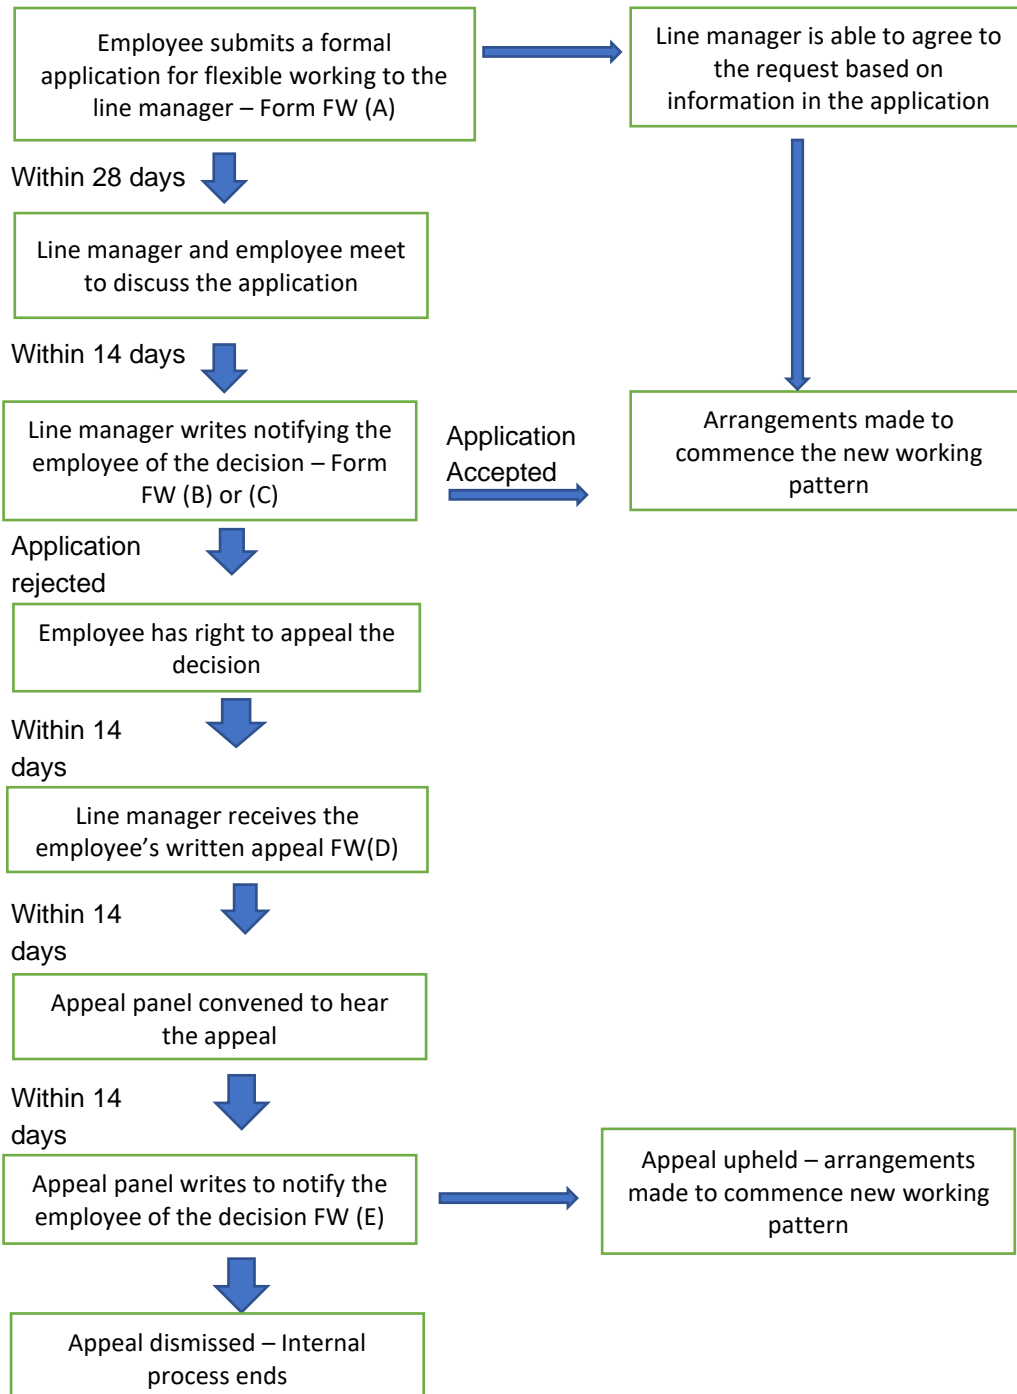 Employee submits a formal
application for flexible working to the
line manager – Form FW (A)
Line manager is able to agree to
the request based on
information in the application
Within 28 days
Line manager and employee meet
to discuss the application
Within 14 days
Line manager writes notifying the
employee of the decision – Form
FW (B) or (C)
Application
Accepted
Arrangements made to
commence the new working
pattern
Application
rejected
Employee has right to appeal the
decision
Within 14
days
Line manager receives the
employee’s written appeal FW(D)
Within 14
days
Appeal panel convened to hear
the appeal
Within 14
days
Appeal panel writes to notify the
employee of the decision FW (E)
Appeal upheld – arrangements
made to commence new working
pattern
Appeal dismissed – Internal
process ends